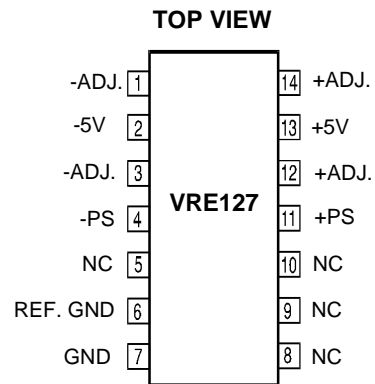 TOP VIEW
-ADJ. 1 14 +ADJ.
-5V 2 13 +5V
-ADJ. 3 12 +ADJ.
VRE127
-PS 4 11 +PS
NC 5 10 NC
REF. GND 6 9 NC
GND 7 8 NC